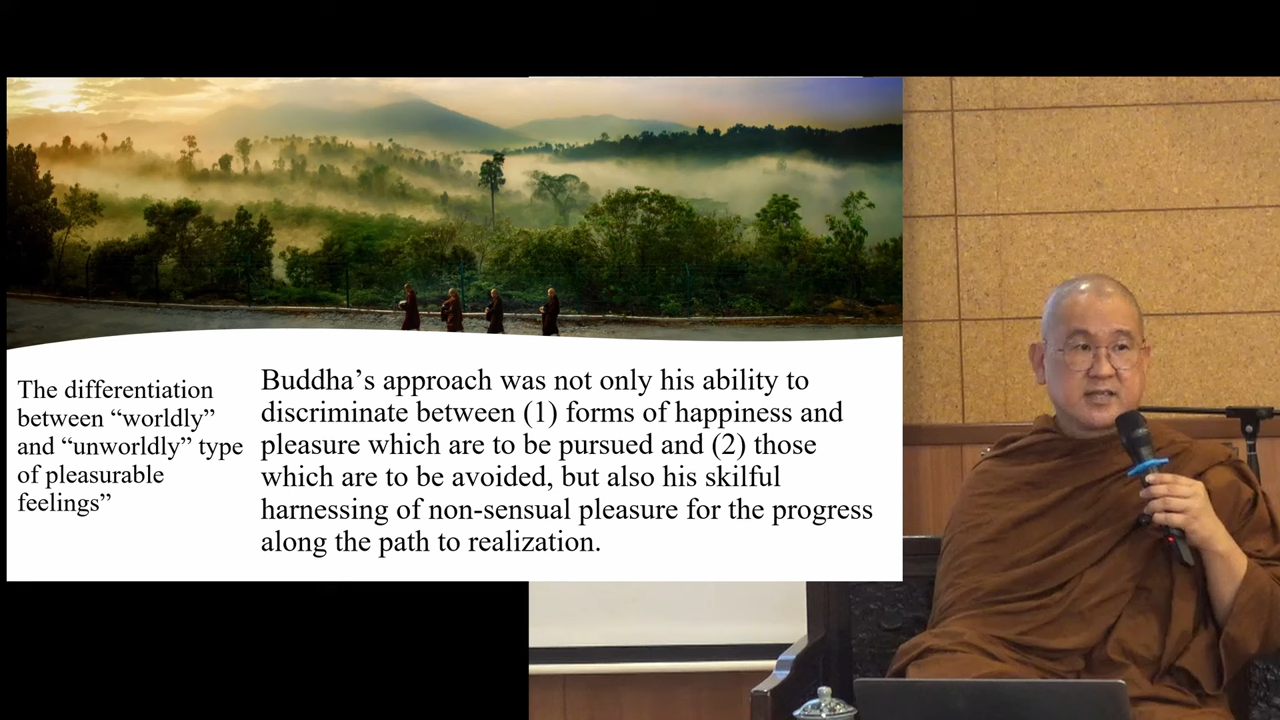 The differentiation
between “worldly”
and “unworldly” type
of pleasurable
feelings”
Buddha’s approach was not only his ability to
discriminate between (1) forms of happiness and
pleasure which are to be pursued and (2) those
which are to be avoided, but also his skilful
harnessing of non-sensual pleasure for the progress
along the path to realization.